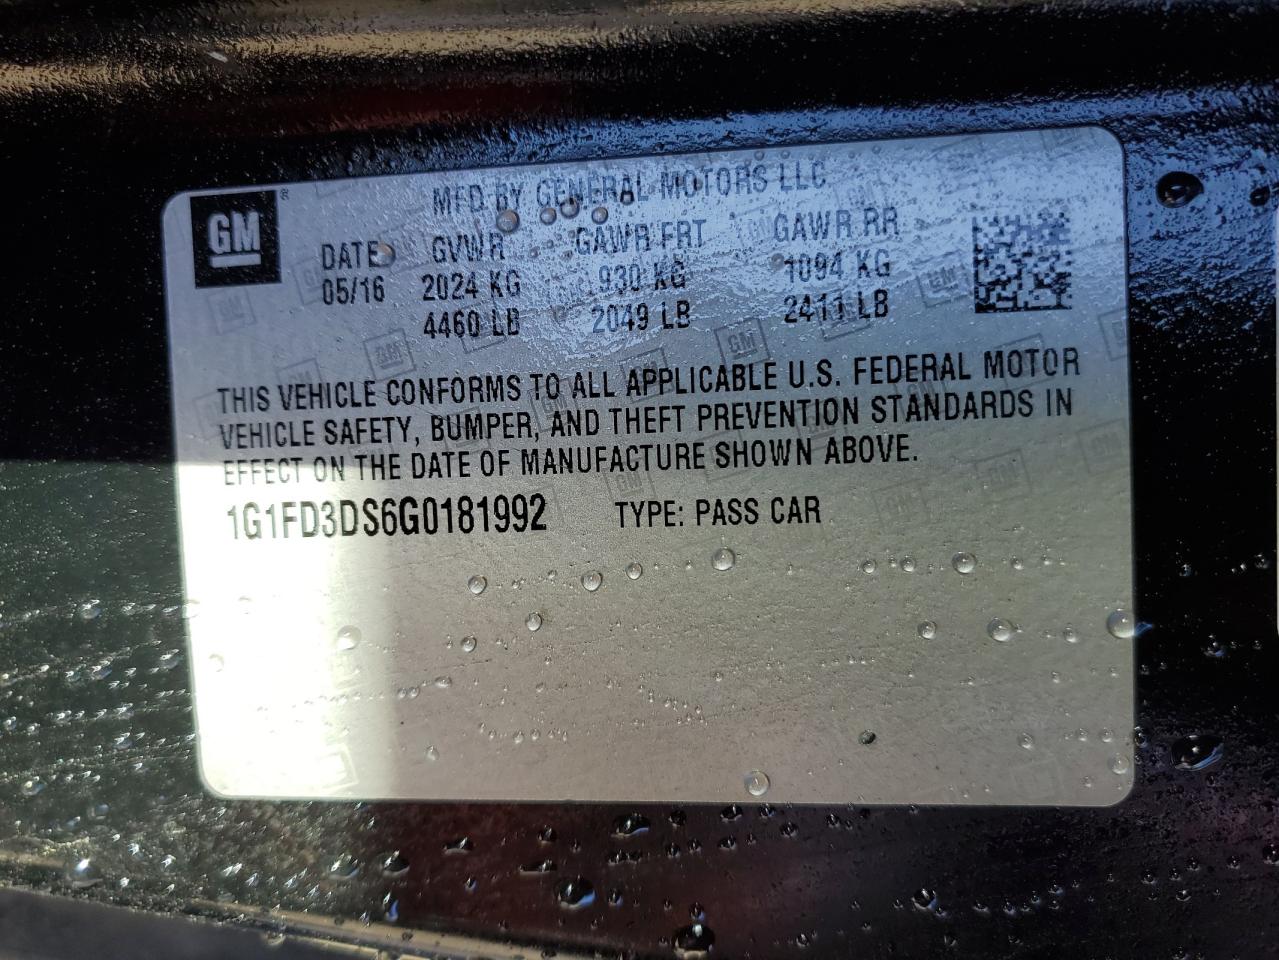 MFD BY GENERAL MOTORS LLC
GM ®
DATE GVWR GAWR FRT GAWR RR
05/16 2024 KG 930 KG 1094 KG
4460 LB 2049 LB 2411 LB
THIS VEHICLE CONFORMS TO ALL APPLICABLE U.S. FEDERAL MOTOR
VEHICLE SAFETY, BUMPER, AND THEFT PREVENTION STANDARDS IN
EFFECT ON THE DATE OF MANUFACTURE SHOWN ABOVE.
1G1FD3DS6G0181992 TYPE: PASS CAR